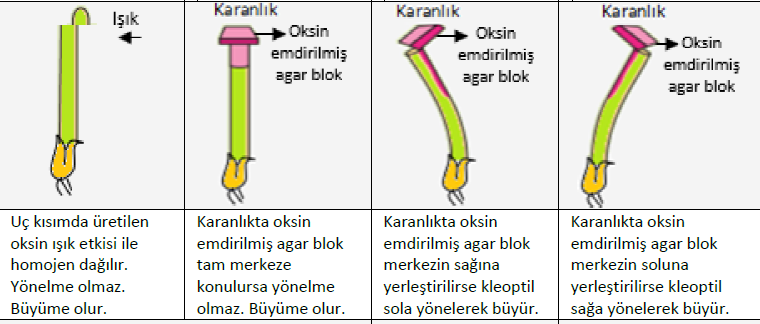 Işık
Karanlık
Oksin
emdirilmiş
agar blok
Karanlık
Oksin
emdirilmiş
agar blok
Karanlık
Oksin
emdirilmiş
agar blok
Uç kısımda üretilen
oksin ışık etkisi ile
homojen dağılır.
Yönelme olmaz.
Büyüme olur.
Karanlıkta oksin
emdirilmiş agar blok
tam merkeze
konulursa yönelme
olmaz. Büyüme olur.
Karanlıkta oksin
emdirilmiş agar blok
merkezin sağına
yerleştirilirse kleoptil
sola yönelerek büyür.
Karanlıkta oksin
emdirilmiş agar blok
merkezin soluna
yerleştirilirse kleoptil
sağa yönelerek büyür.